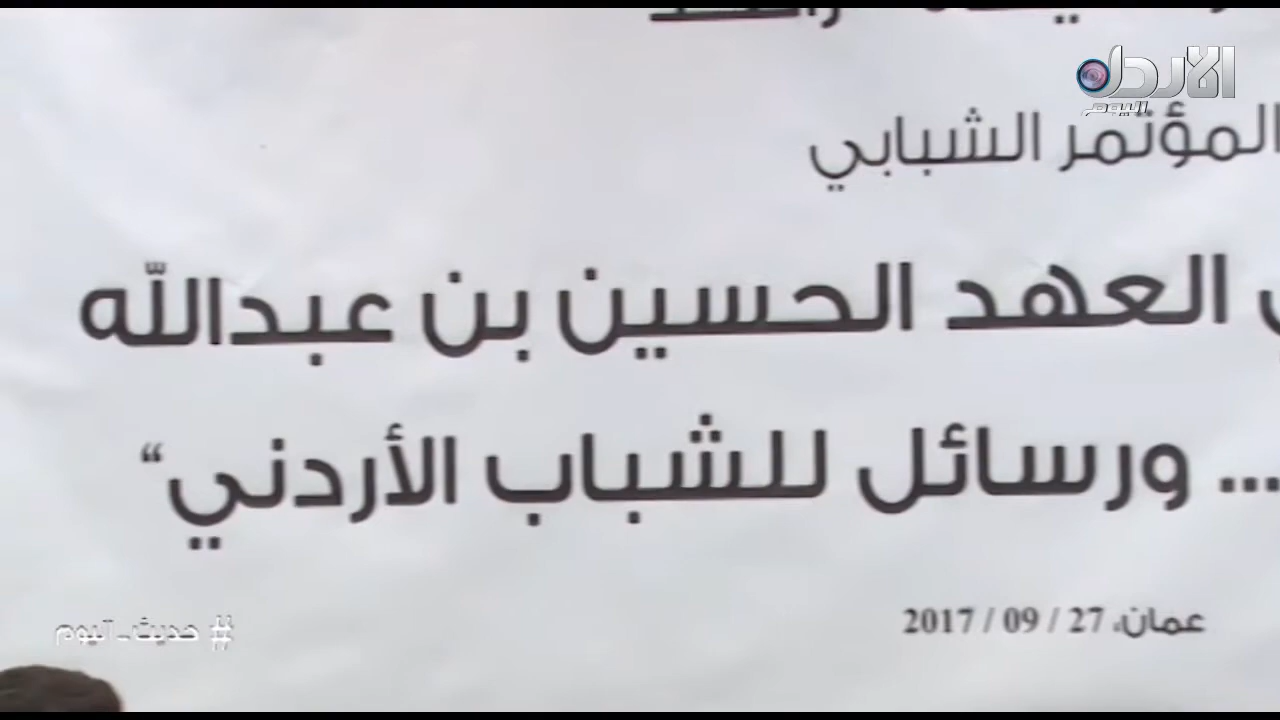 الأردن
اليوم
المؤتمر الشبابي
العهد الحسين بن عبدالله
... ورسائل للشباب الأردني“
عمان، 27 / 09 / 2017
# حديث_اليوم